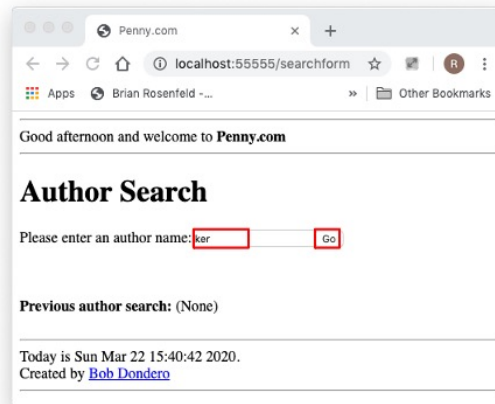 Penny.com
localhost:55555/searchform
R
Apps Brian Rosenfeld -... » Other Bookmarks
Good afternoon and welcome to Penny.com
Author Search
Please enter an author name: ker Go
Previous author search: (None)
Today is Sun Mar 22 15:40:42 2020.
Created by Bob Dondero